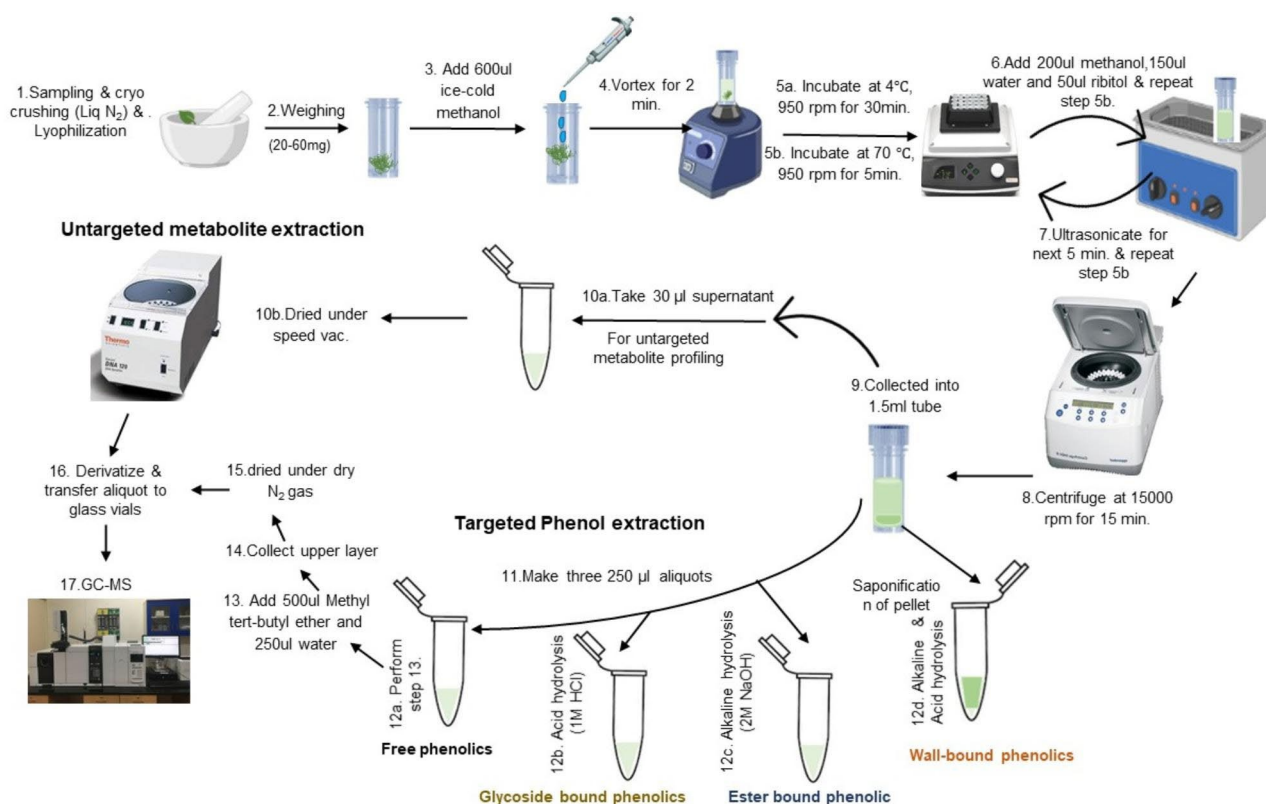 1.Sampling & cryo
crushing (Liq N₂) & .
Lyophilization
2.Weighing
(20-60mg)
3. Add 600ul
ice-cold
methanol
4.Vortex for 2
min.
5a. Incubate at 4℃,
950 rpm for 30min.
5b. Incubate at 70 ℃,
950 rpm for 5min.
6.Add 200ul methanol,150ul
water and 50ul ribitol & repeat
step 5b.
7.Ultrasonicate for
next 5 min. & repeat
step 5b
Untargeted metabolite extraction
10b.Dried under
speed vac.
10a.Take 30 µl supernatant
For untargeted
metabolite profiling
9.Collected into
1.5ml tube
Thermo
DNA 120
8.Centrifuge at 15000
rpm for 15 min.
16. Derivatize &
transfer aliquot to
glass vials
15.dried under dry
N₂ gas
Targeted Phenol extraction
14.Collect upper layer
11.Make three 250 µl aliquots
17.GC-MS
13. Add 500ul Methyl
tert-butyl ether and
250ul water
Saponificatio
n of pellet
12a. Perform
step 13.
12b. Acid hydrolysis
(1M HCl)
12c. Alkaline hydrolysis
(2M NaOH)
12d. Alkaline &
Acid hydrolysis
Free phenolics
Glycoside bound phenolics
Ester bound phenolic
Wall-bound phenolics